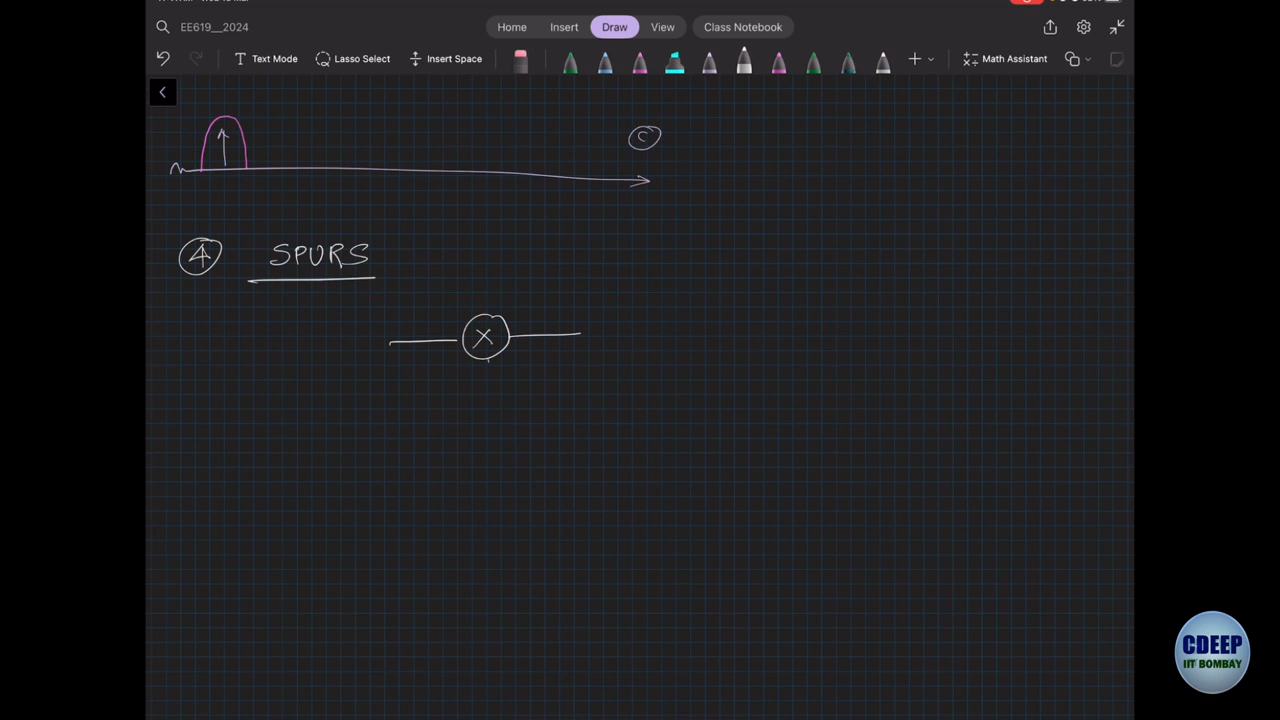 EE619__2024
Home Insert Draw View Class Notebook
Text Mode Lasso Select Insert Space Math Assistant
C
4 SPURS
X
CDEEP
IIT BOMBAY